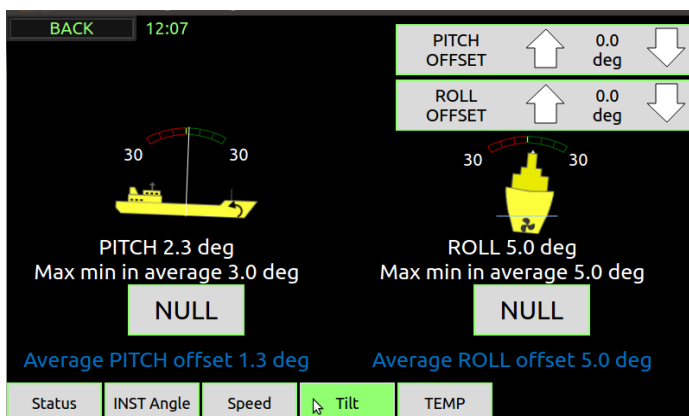 BACK 12:07
PITCH OFFSET 0.0 deg
ROLL OFFSET 0.0 deg
30 30
30 30
PITCH 2.3 deg
Max min in average 3.0 deg
NULL
Average PITCH offset 1.3 deg
ROLL 5.0 deg
Max min in average 5.0 deg
NULL
Average ROLL offset 5.0 deg
Status INST Angle Speed Tilt TEMP